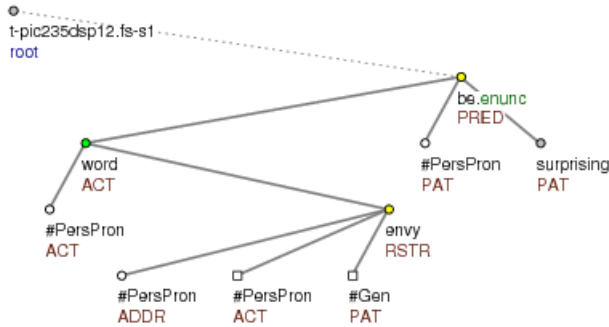 t-pic235dsp12.fs-s1
root
be.enunc
PRED
word
ACT
#PersPron
PAT
surprising
PAT
#PersPron
ACT
envy
RSTR
#PersPron
ADDR
#PersPron
ACT
#Gen
PAT